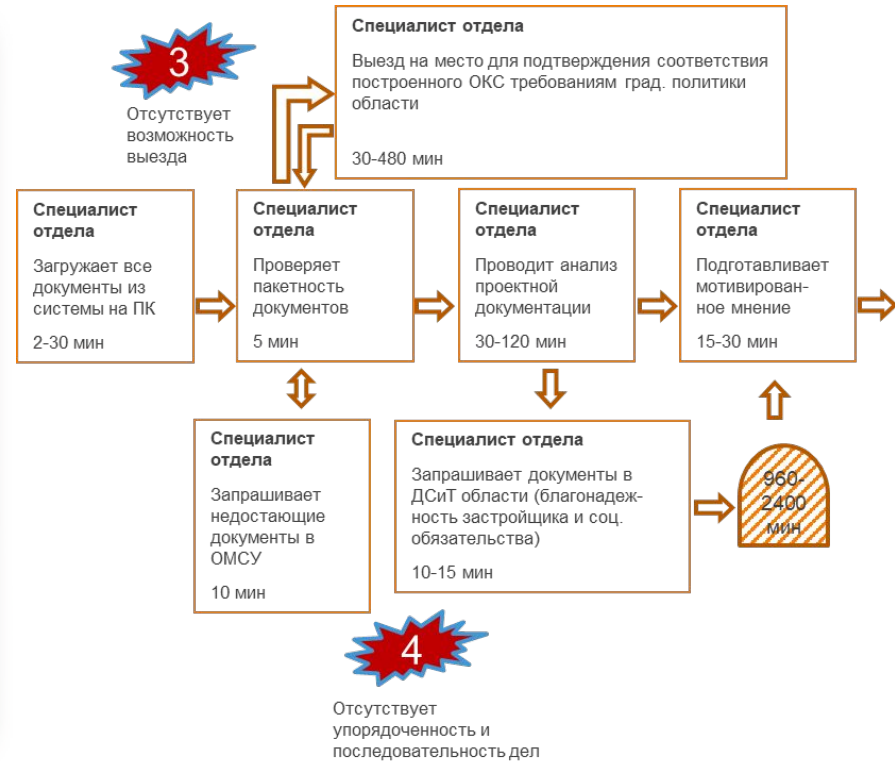 3
Отсутствует
возможность
выезда
Специалист отдела
Выезд на место для подтверждения соответствия
построенного ОКС требованиям град. политики
области
30-480 мин
Специалист
отдела
Загружает все
документы из
системы на ПК
2-30 мин
Специалист
отдела
Проверяет
пакетность
документов
5 мин
Специалист
отдела
Проводит анализ
проектной
документации
30-120 мин
Специалист
отдела
Подготавливает
мотивирован-
ное мнение
15-30 мин
Специалист
отдела
Запрашивает
недостающие
документы в
ОМСУ
10 мин
Специалист отдела
Запрашивает документы в
ДСиТ области (благонадеж-
ность застройщика и соц.
обязательства)
10-15 мин
960-
2400
мин
4
Отсутствует
упорядоченность и
последовательность дел